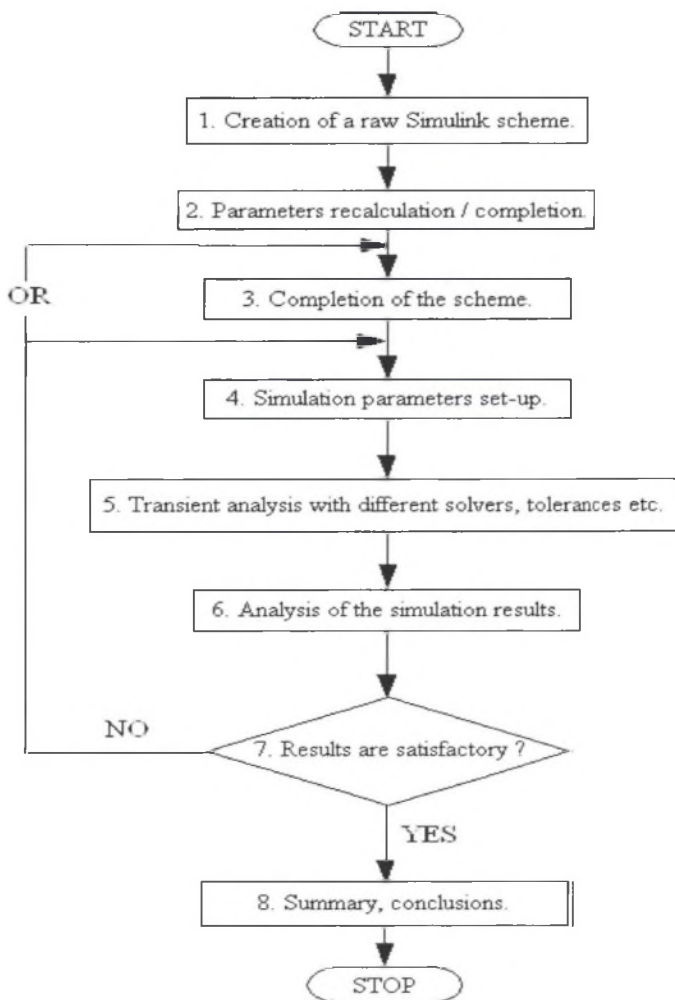 START
1. Creation of a raw Simulink scheme.
2. Parameters recalculation / completion.
OR
3. Completion of the scheme.
4. Simulation parameters set-up.
5. Transient analysis with different solvers, tolerances etc.
6. Analysis of the simulation results.
NO
7. Results are satisfactory ?
YES
8. Summary, conclusions.
STOP